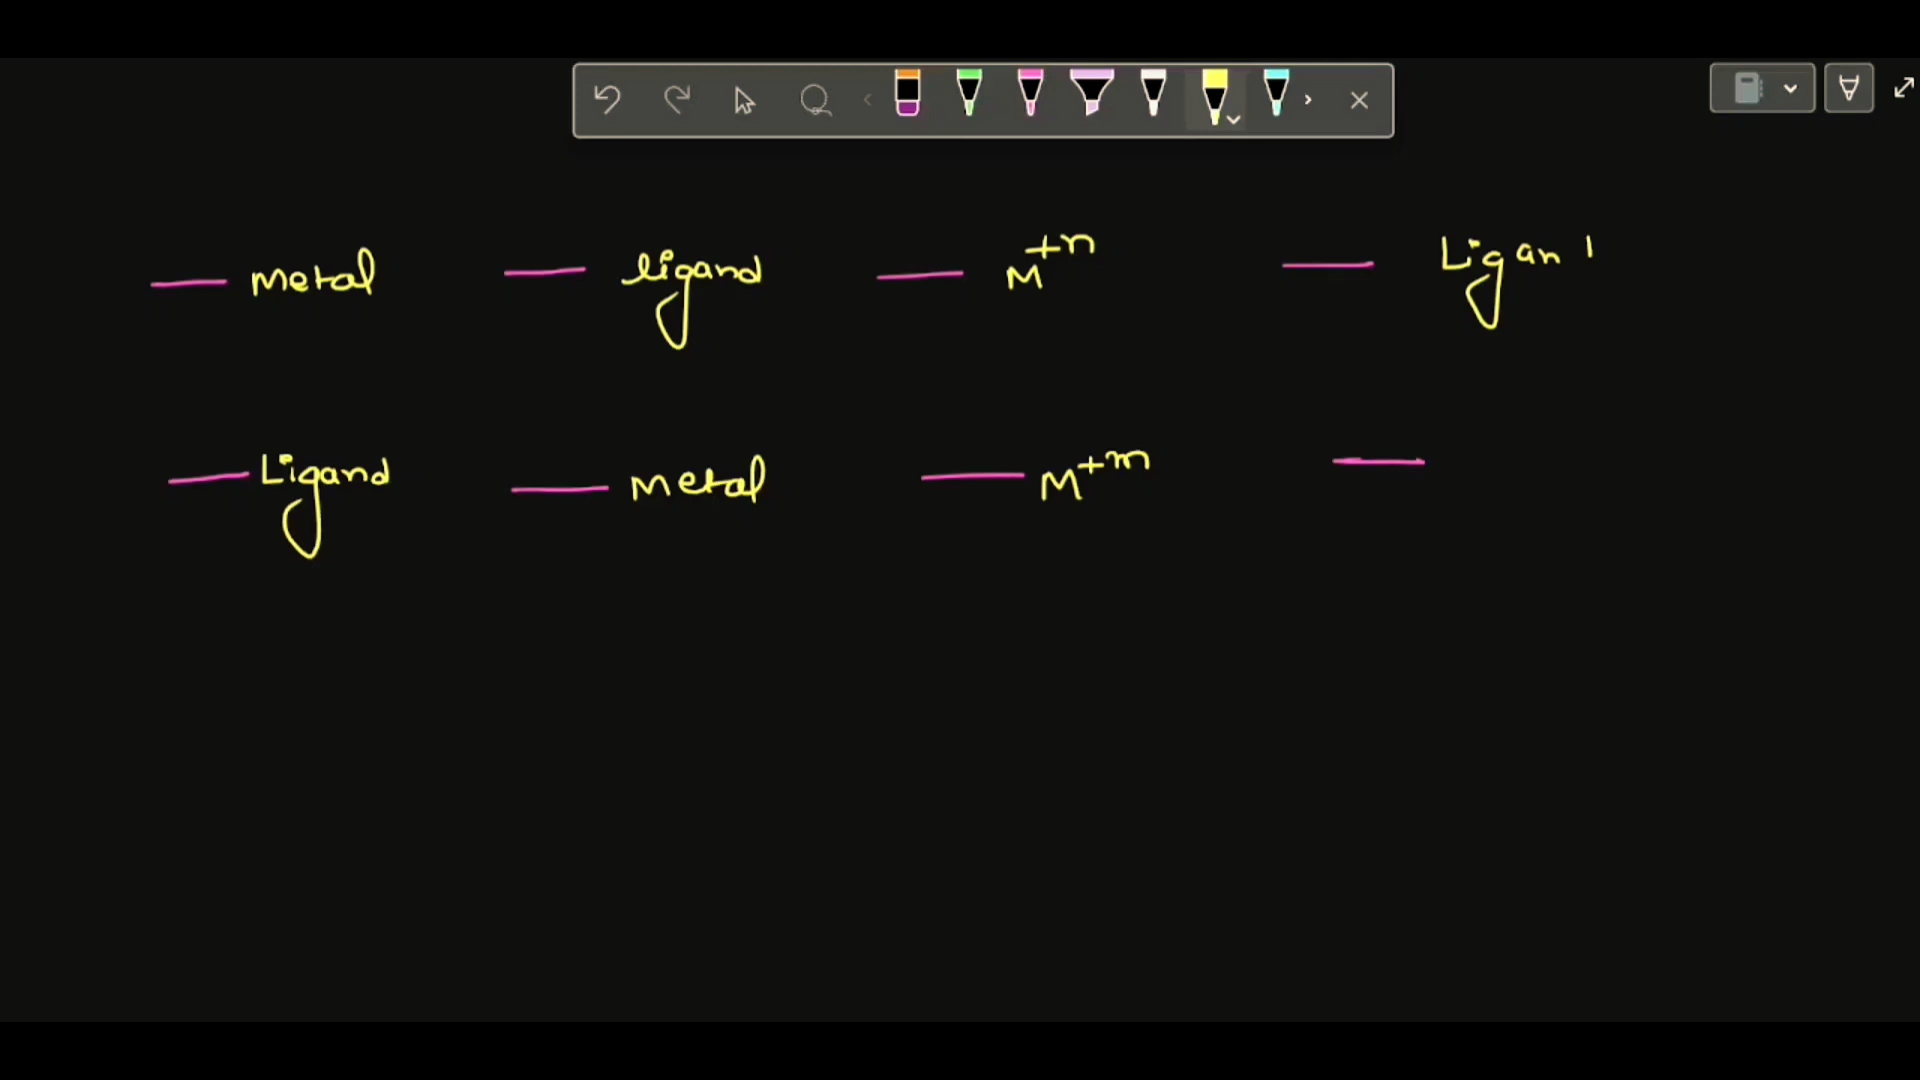 — Metal — ligand — M⁺ⁿ — Ligan
— Ligand — Metal — M⁺ᵐ —